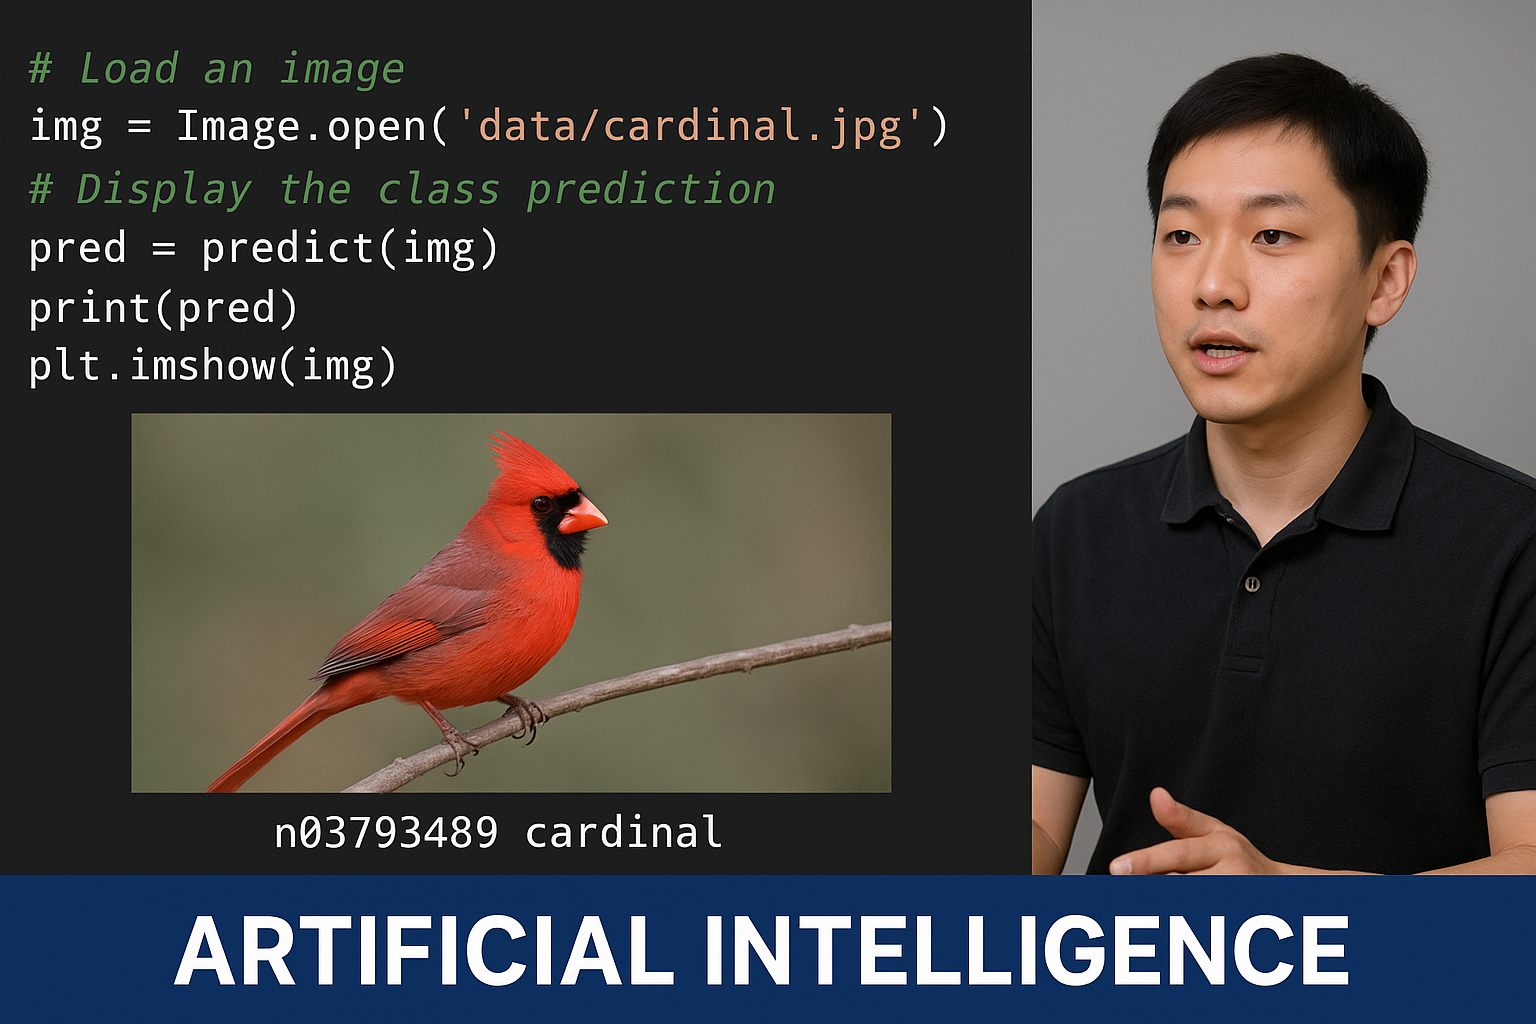 # Load an image
img = Image.open('data/cardinal.jpg')
# Display the class prediction
pred = predict(img)
print(pred)
plt.imshow(img)
n03793489 cardinal
ARTIFICIAL INTELLIGENCE